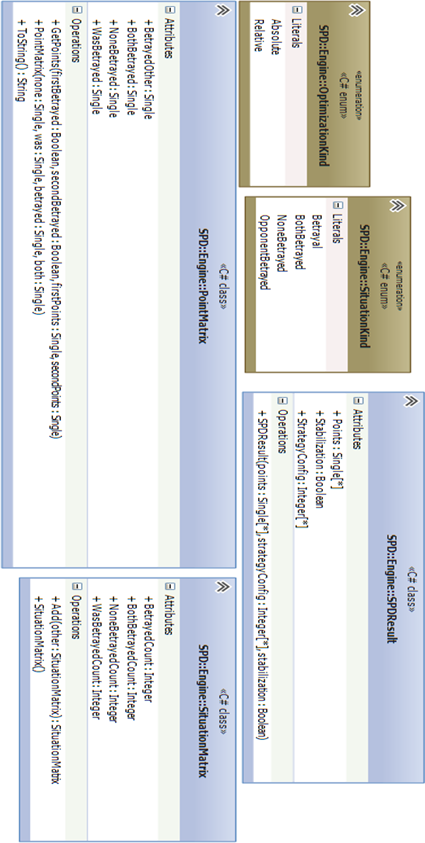 «enumeration»
«C# enum»
SPD::Engine::OptimizationKind
Literals
Absolute
Relative
«enumeration»
«C# enum»
SPD::Engine::SituationKind
Literals
Betrayal
BothBetrayed
NoneBetrayed
OpponentBetrayed
«C# class»
SPD::Engine::SPDResult
Attributes
+ Points : Single[*]
+ Stabilization : Boolean
+ StrategyConfig : Integer[*]
Operations
+ SPDResult(points : Single[*], strategyConfig : Integer[*], stabilization : Boolean)
«C# class»
SPD::Engine::PointMatrix
Attributes
+ BetrayedOther : Single
+ BothBetrayed : Single
+ NoneBetrayed : Single
+ WasBetrayed : Single
Operations
+ GetPoints(firstBetrayed : Boolean, secondBetrayed : Boolean, firstPoints : Single, secondPoints : Single)
+ PointMatrix(none : Single, was : Single, betrayed : Single, both : Single)
+ ToString() : String
«C# class»
SPD::Engine::SituationMatrix
Attributes
+ BetrayedCount : Integer
+ BothBetrayedCount : Integer
+ NoneBetrayedCount : Integer
+ WasBetrayedCount : Integer
Operations
+ Add(other : SituationMatrix) : SituationMatrix
+ SituationMatrix()